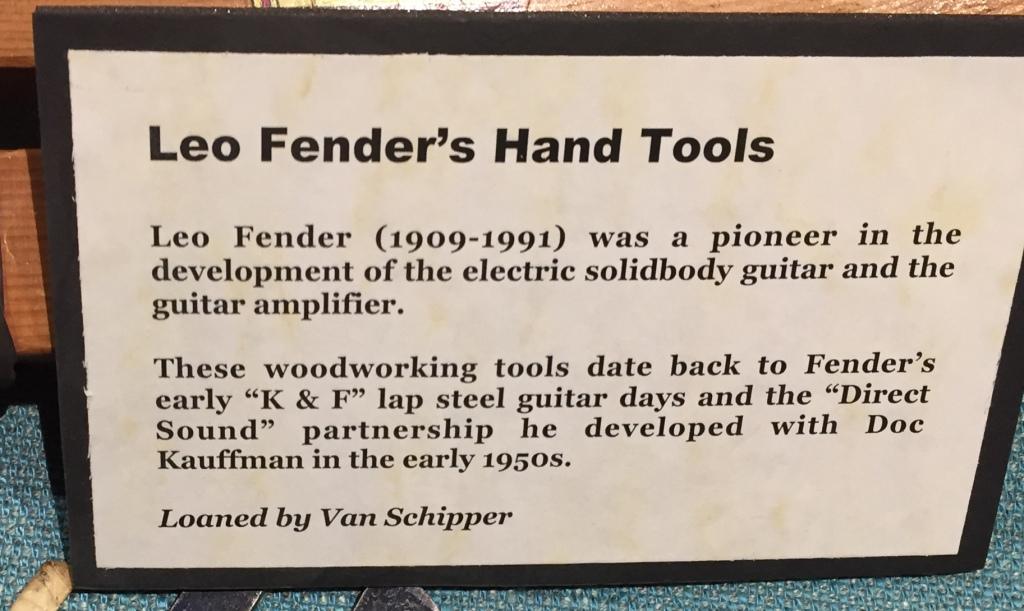 Leo Fender’s Hand Tools
Leo Fender (1909-1991) was a pioneer in the
development of the electric solidbody guitar and the
guitar amplifier.
These woodworking tools date back to Fender’s
early “K & F” lap steel guitar days and the “Direct
Sound” partnership he developed with Doc
Kauffman in the early 1950s.
Loaned by Van Schipper